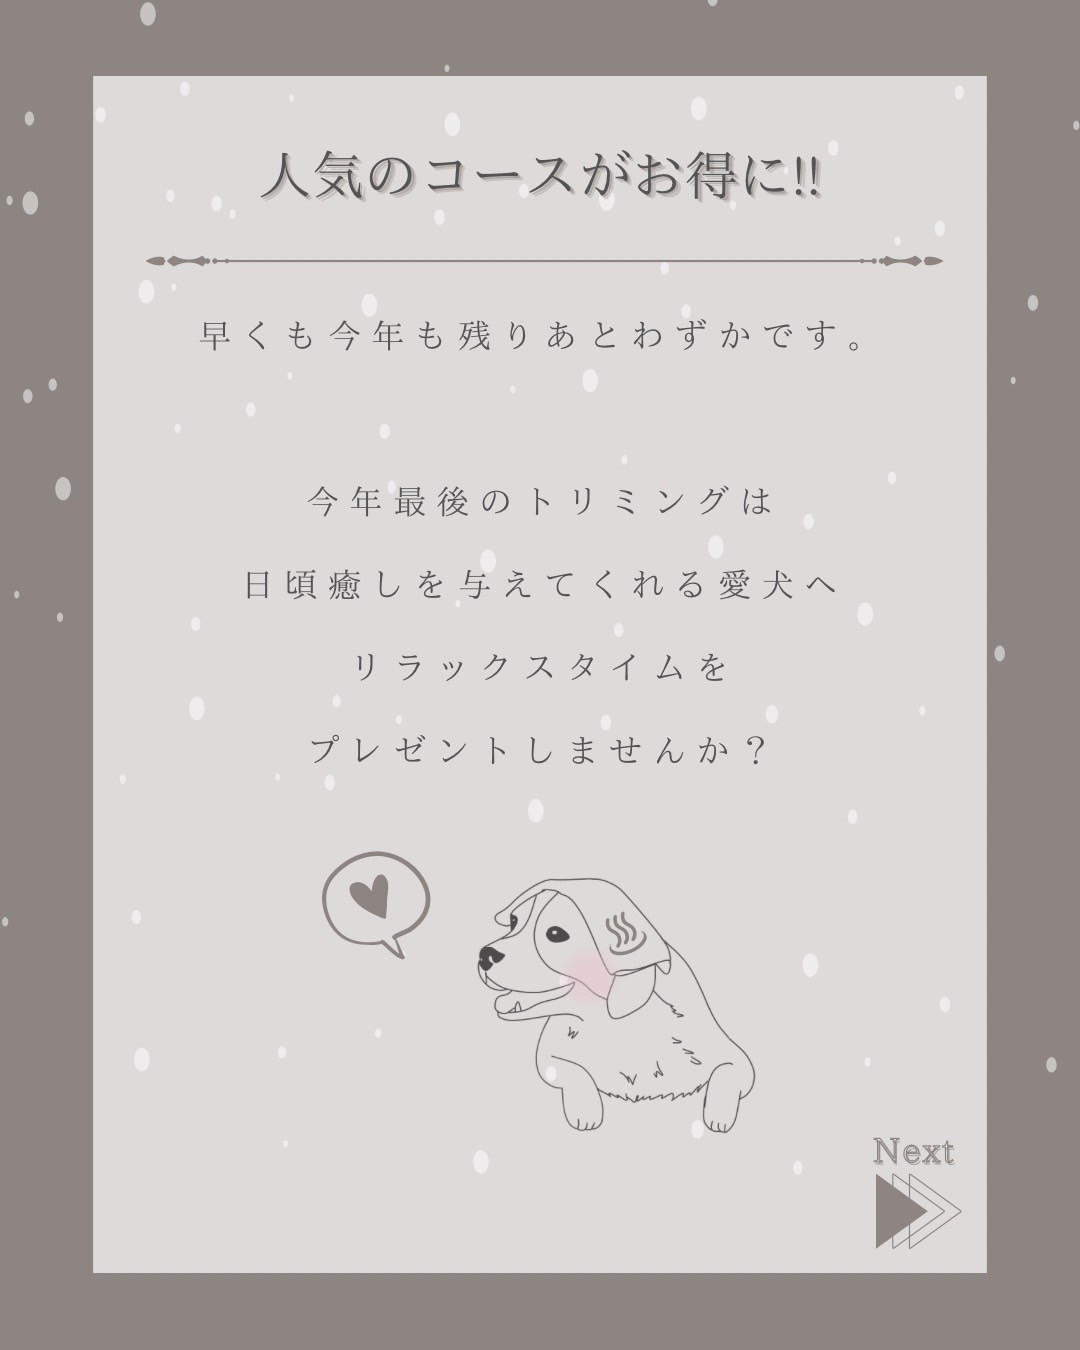 人気のコースがお得に!!
早くも今年も残りあとわずかです。
今年最後のトリミングは
日頃癒しを与えてくれる愛犬へ
リラックスタイムを
プレゼントしませんか？
Next